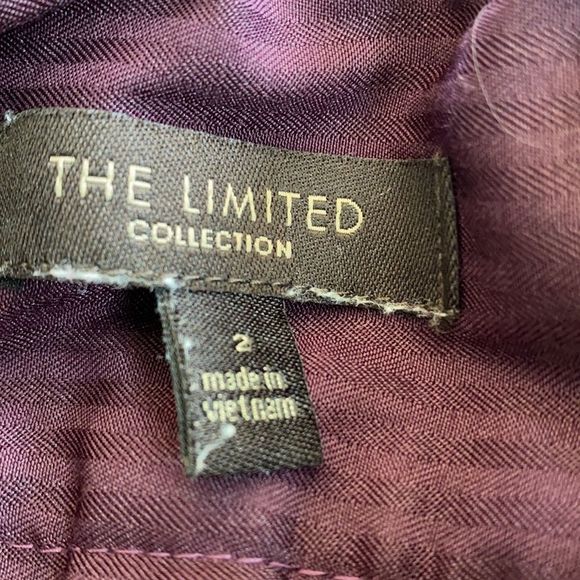 THE LIMITED
COLLECTION
2
made in
vietnam